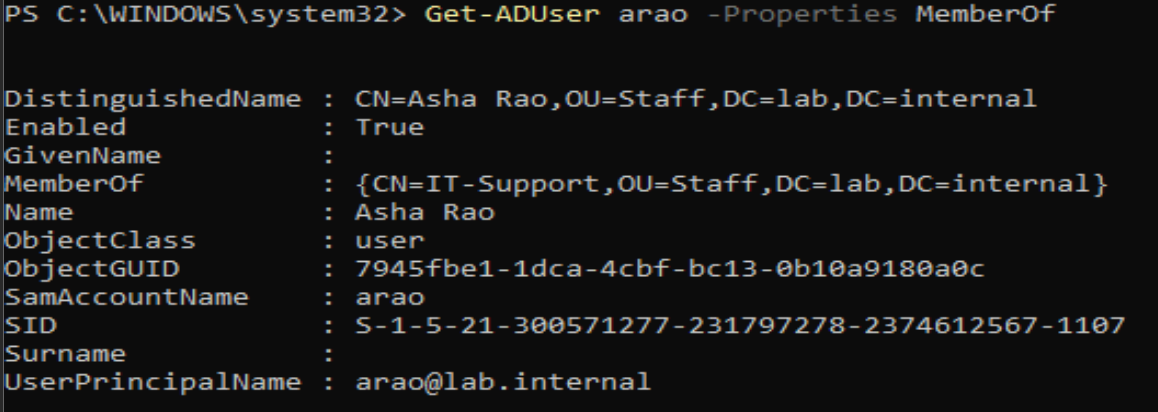 PS C:\WINDOWS\system32> Get-ADUser arao -Properties MemberOf
DistinguishedName : CN=Asha Rao,OU=Staff,DC=lab,DC=internal
Enabled           : True
GivenName         :
MemberOf          : {CN=IT-Support,OU=Staff,DC=lab,DC=internal}
Name              : Asha Rao
ObjectClass       : user
ObjectGUID        : 7945fbe1-1dca-4cbf-bc13-0b10a9180a0c
SamAccountName    : arao
SID               : S-1-5-21-300571277-231797278-2374612567-1107
Surname           :
UserPrincipalName : arao@lab.internal